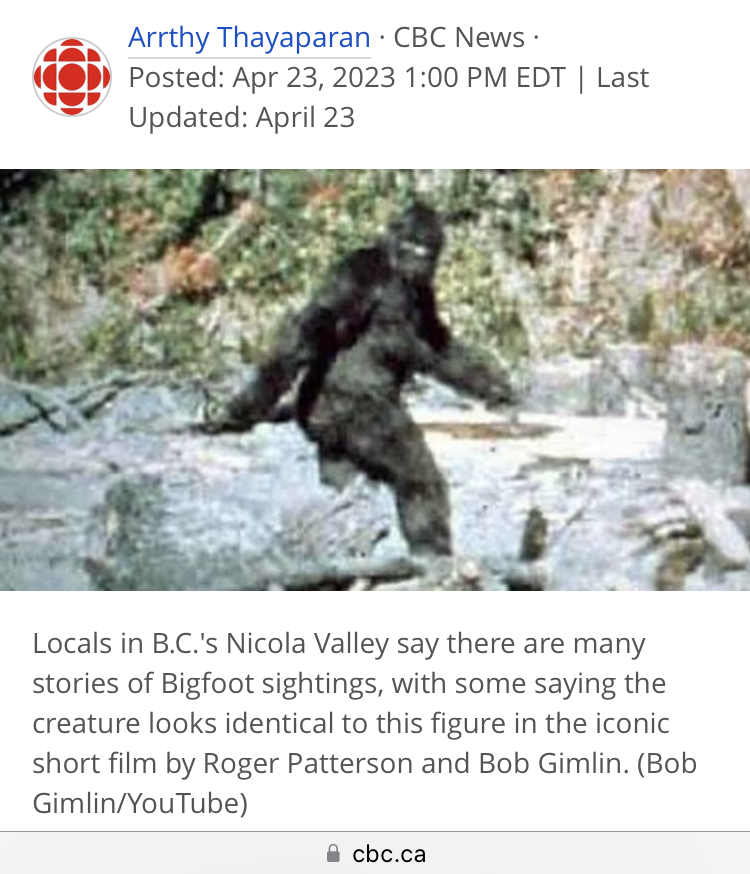 Arrthy Thayaparan · CBC News ·
Posted: Apr 23, 2023 1:00 PM EDT | Last
Updated: April 23
Locals in B.C.'s Nicola Valley say there are many
stories of Bigfoot sightings, with some saying the
creature looks identical to this figure in the iconic
short film by Roger Patterson and Bob Gimlin. (Bob
Gimlin/YouTube)
cbc.ca